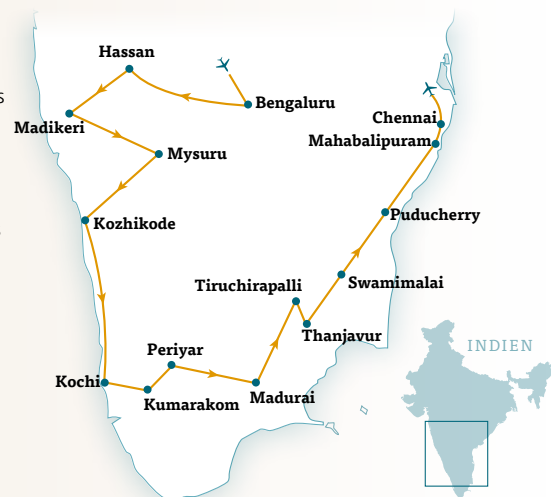 Hassan
s
Bengaluru
Chennai
Madikeri
Mahabalipuram
Mysuru
Puducherry
Kozhikode
Swamimalai
Tiruchirapalli
Thanjavur
INDIEN
Periyar
Kochi
Kumarakom
Madurai